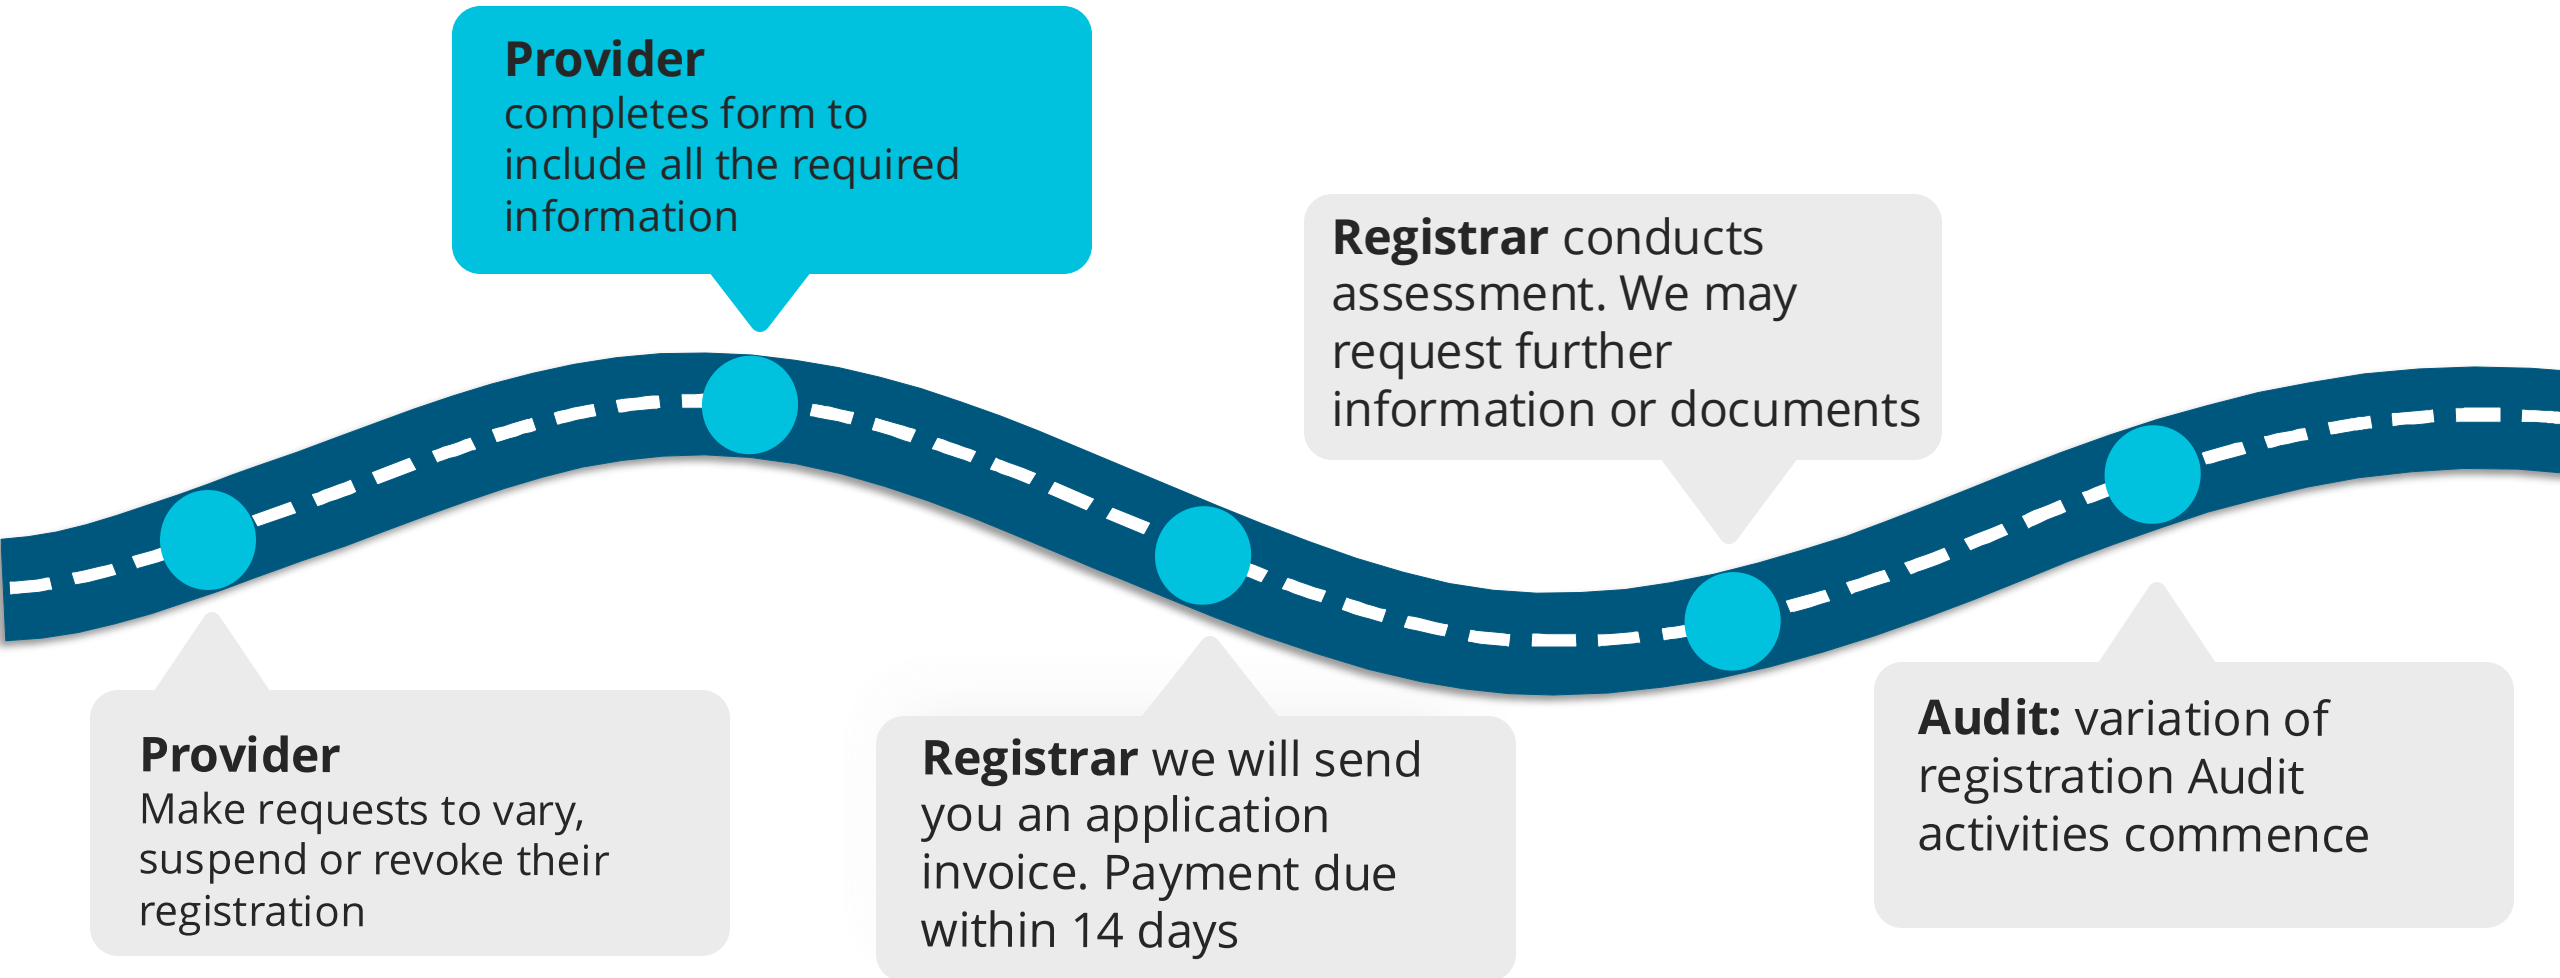 Provider
Make requests to vary,
suspend or revoke their
registration
Provider
completes form to
include all the required
information
Registrar we will send
you an application
invoice. Payment due
within 14 days
Registrar conducts
assessment. We may
request further
information or documents
Audit: variation of
registration Audit
activities commence